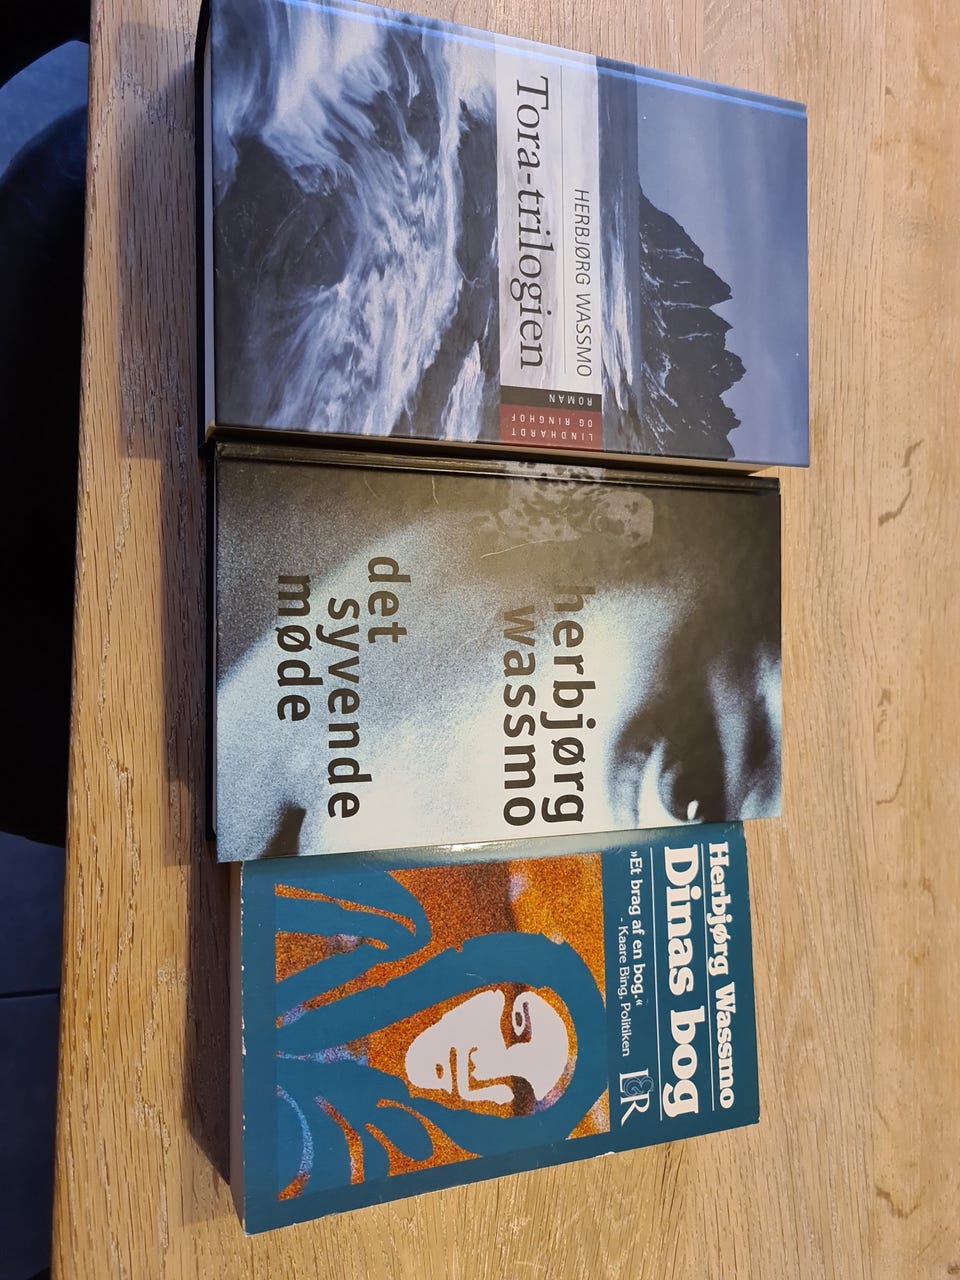 HERBJØRG WASSMO
Tora-trilogien
ROMAN
LINDHARDT
OG RINGHOF
herbjørg
wassmo
det
syvende
møde
Herbjørg Wassmo
Dinas bog
»Et brag af en bog.«
- Kaare Bing, Politiken
L&R